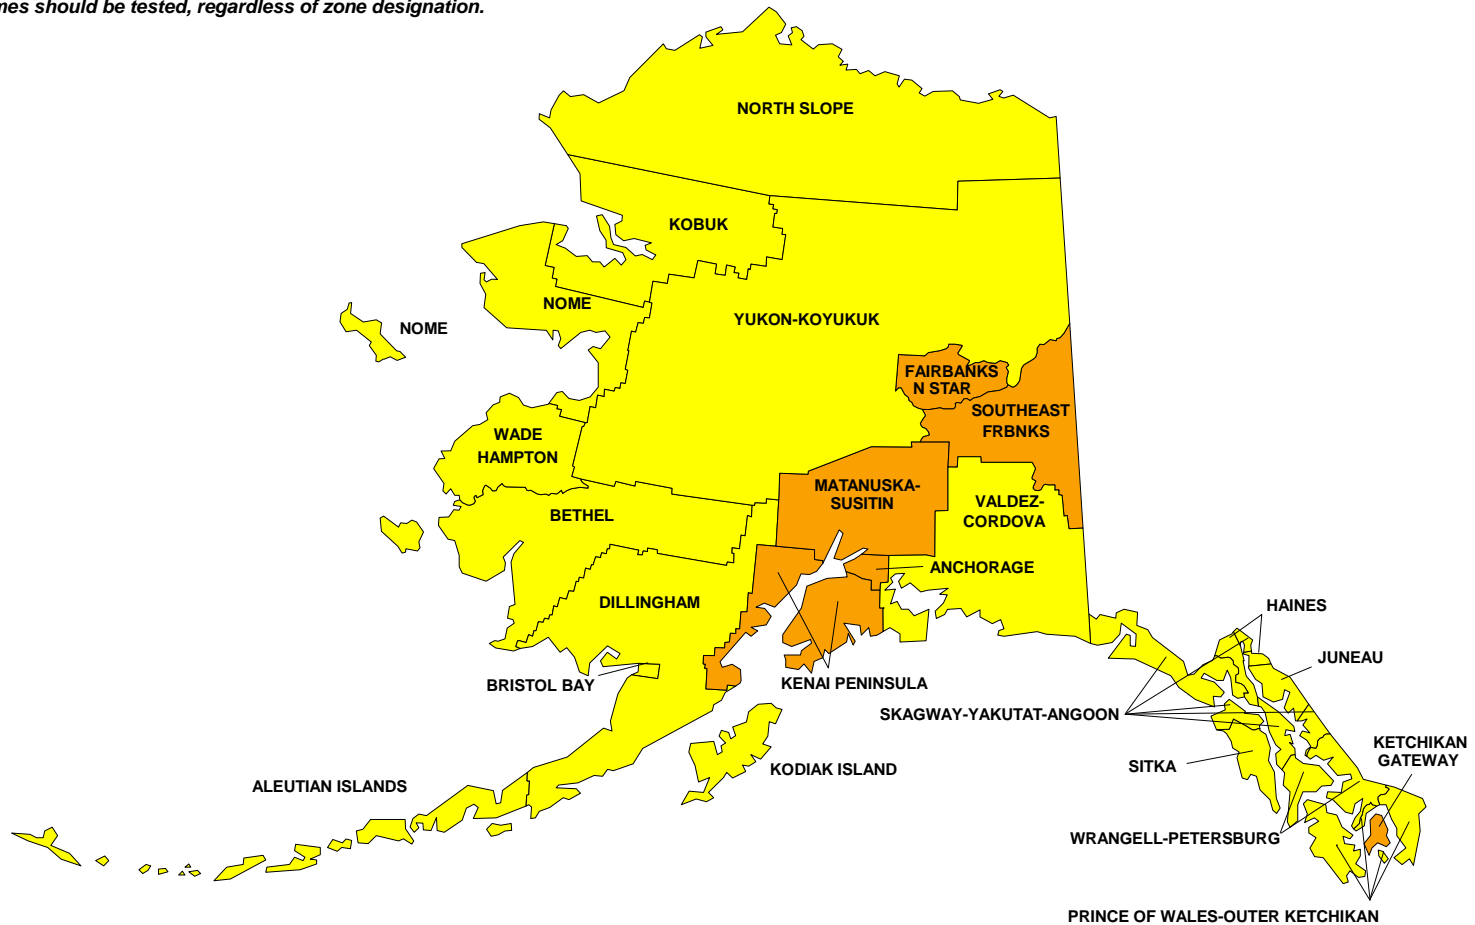 mes should be tested, regardless of zone designation.
NORTH SLOPE
KOBUK
NOME
NOME
YUKON-KOYUKUK
FAIRBANKS
N STAR
SOUTHEAST
FRBNKS
WADE
HAMPTON
MATANUSKA-
SUSITIN
VALDEZ-
CORDOVA
BETHEL
ANCHORAGE
DILLINGHAM
HAINES
JUNEAU
BRISTOL BAY
KENAI PENINSULA
SKAGWAY-YAKUTAT-ANGOON
KETCHIKAN
GATEWAY
SITKA
KODIAK ISLAND
ALEUTIAN ISLANDS
WRANGELL-PETERSBURG
PRINCE OF WALES-OUTER KETCHIKAN